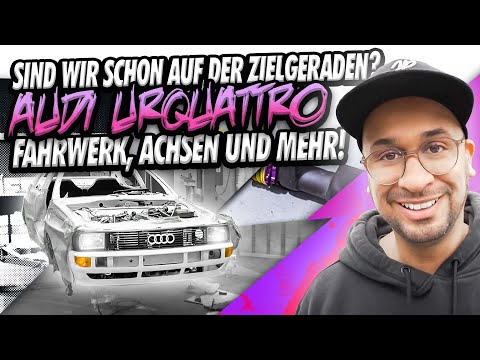 SIND WIR SCHON AUF DER ZIELGERADEN?
AUDI URQUATTRO
FAHRWERK, ACHSEN UND MEHR!